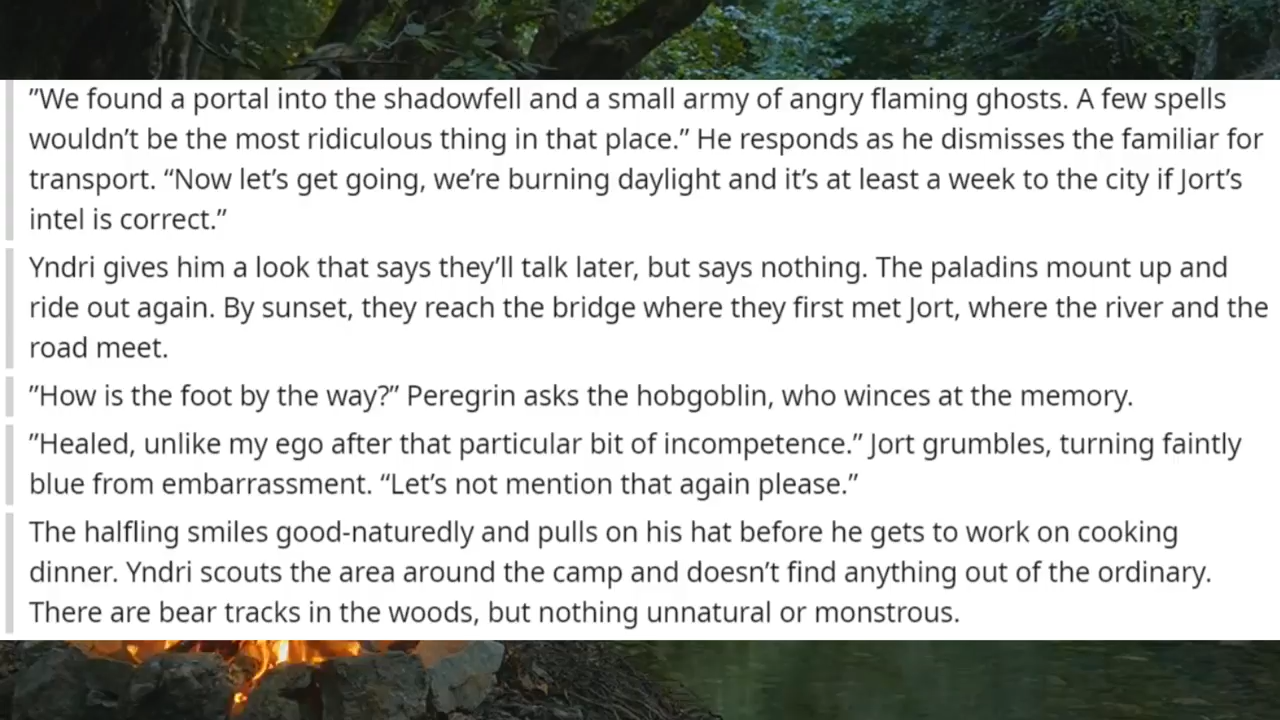 ”We found a portal into the shadowfell and a small army of angry flaming ghosts. A few spells
wouldn’t be the most ridiculous thing in that place.” He responds as he dismisses the familiar for
transport. “Now let’s get going, we’re burning daylight and it’s at least a week to the city if Jort’s
intel is correct.”
Yndri gives him a look that says they’ll talk later, but says nothing. The paladins mount up and
ride out again. By sunset, they reach the bridge where they first met Jort, where the river and the
road meet.
”How is the foot by the way?” Peregrin asks the hobgoblin, who winces at the memory.
”Healed, unlike my ego after that particular bit of incompetence.” Jort grumbles, turning faintly
blue from embarrassment. “Let’s not mention that again please.”
The halfling smiles good-naturedly and pulls on his hat before he gets to work on cooking
dinner. Yndri scouts the area around the camp and doesn’t find anything out of the ordinary.
There are bear tracks in the woods, but nothing unnatural or monstrous.